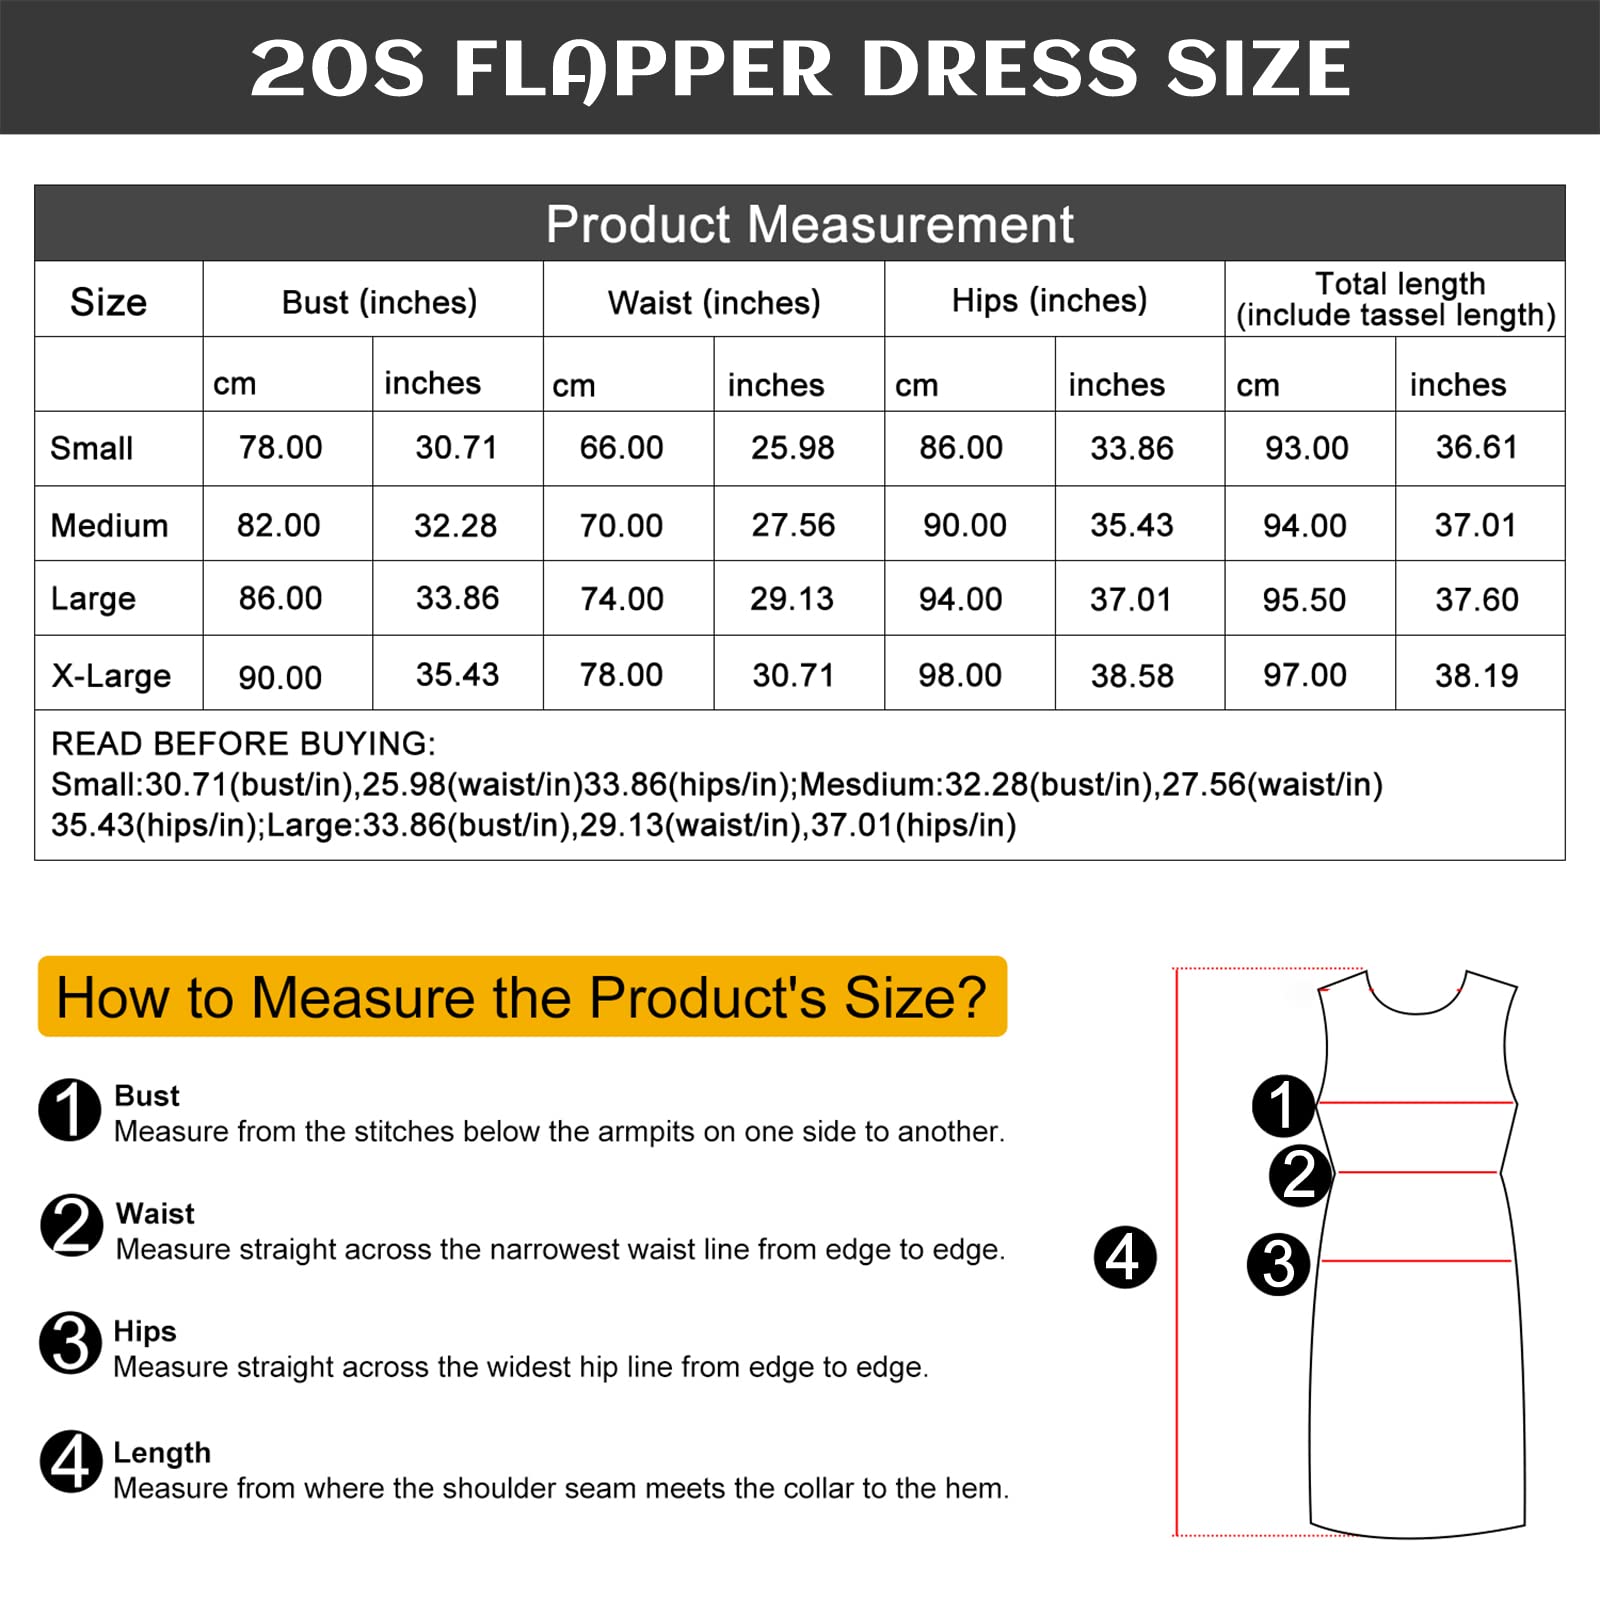 20S FLAPPER DRESS SIZE
Product Measurement
Size Bust (inches) Waist (inches) Hips (inches) Total length
(include tassel length)
cm inches cm inches cm inches cm inches
Small 78.00 30.71 66.00 25.98 86.00 33.86 93.00 36.61
Medium 82.00 32.28 70.00 27.56 90.00 35.43 94.00 37.01
Large 86.00 33.86 74.00 29.13 94.00 37.01 95.50 37.60
X-Large 90.00 35.43 78.00 30.71 98.00 38.58 97.00 38.19
READ BEFORE BUYING:
Small:30.71(bust/in),25.98(waist/in)33.86(hips/in);Mesdium:32.28(bust/in),27.56(waist/in)
35.43(hips/in);Large:33.86(bust/in),29.13(waist/in),37.01(hips/in)
How to Measure the Product's Size?
1 Bust
Measure from the stitches below the armpits on one side to another.
2 Waist
Measure straight across the narrowest waist line from edge to edge.
3 Hips
Measure straight across the widest hip line from edge to edge.
4 Length
Measure from where the shoulder seam meets the collar to the hem.
1
2
4 3